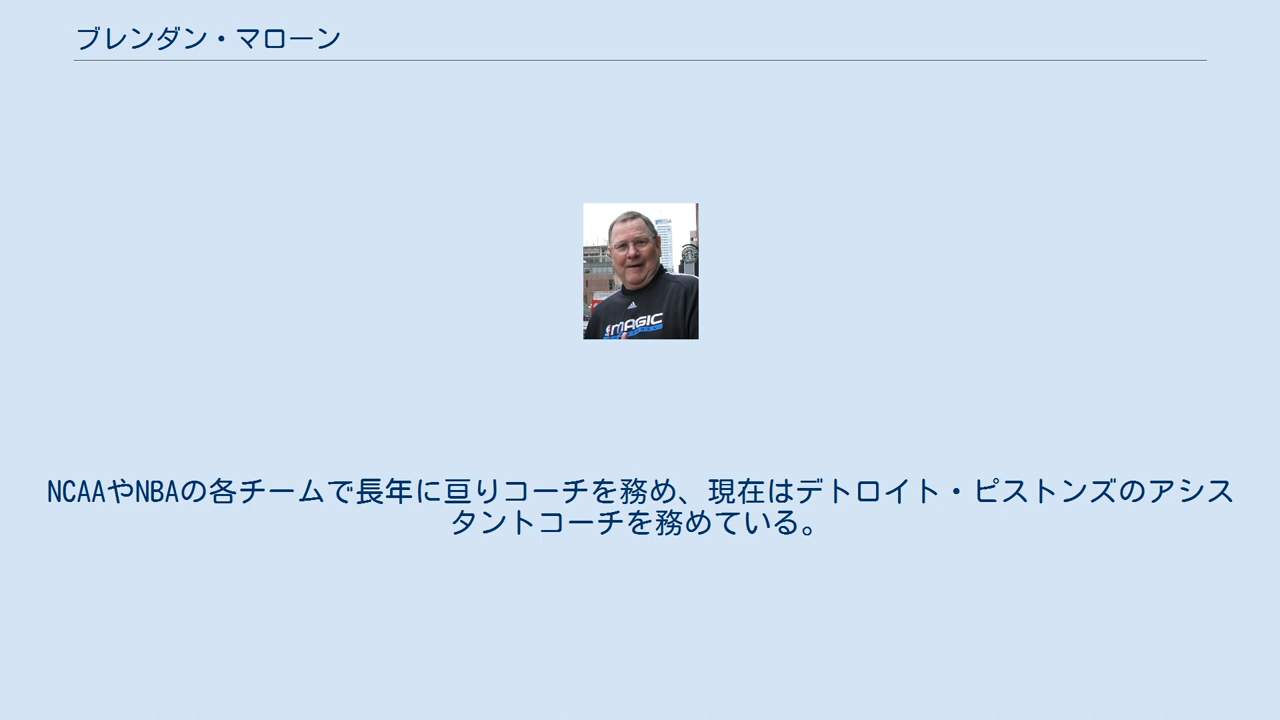 ブレンダン・マローン
MAGIC
NCAAやNBAの各チームで長年に亘りコーチを務め、現在はデトロイト・ピストンズのアシス
タントコーチを務めている。